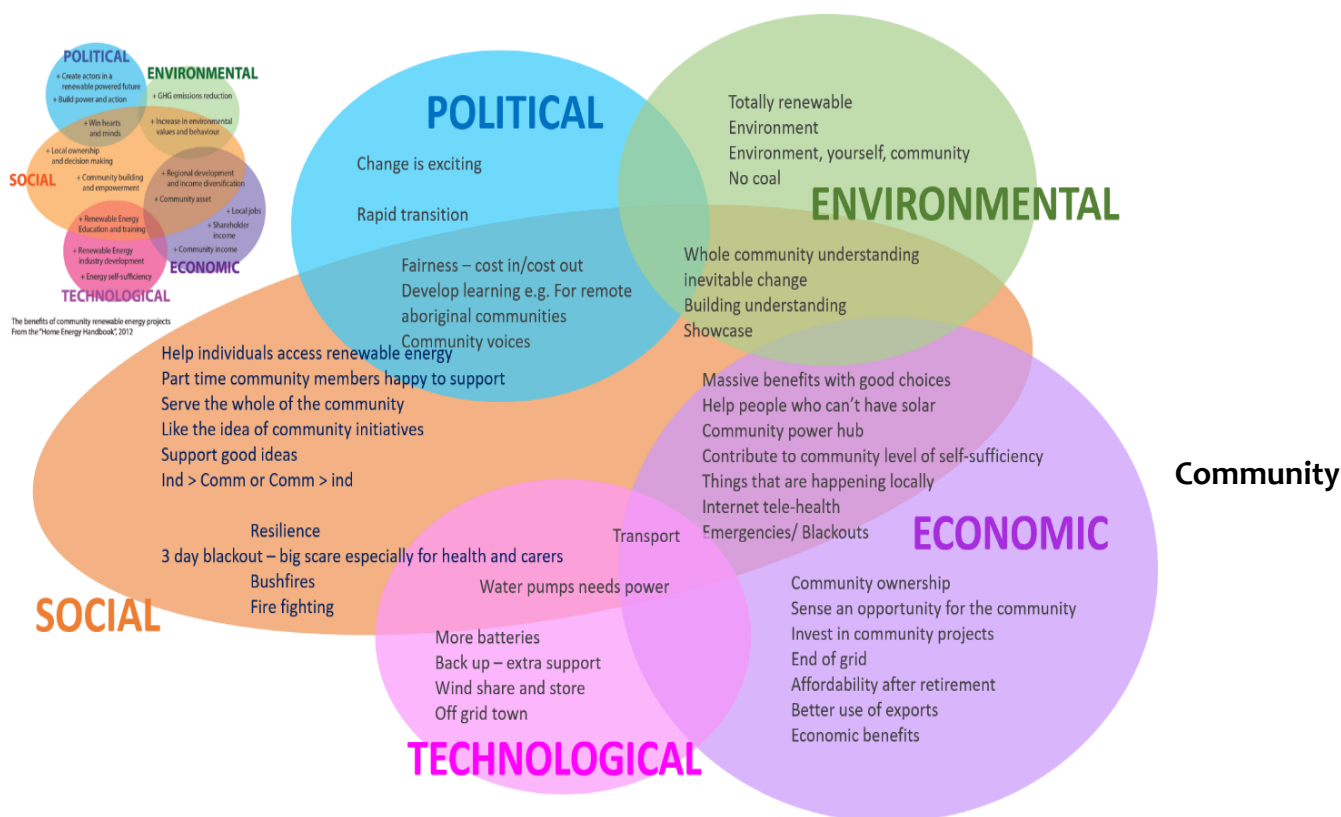 POLITICAL
+ Create actors in a
renewable powered future
+ Build power and action
ENVIRONMENTAL
+ GHG emissions reduction
+ Win hearts
and minds
+ Increase in environmental
values and behaviour
+ Local ownership
and decision making
SOCIAL
+ Community building
and empowerment
+ Regional development
and income diversification
+ Community asset
+ Local jobs
+ Shareholder
income
+ Community income
ECONOMIC
+ Renewable Energy
Education and training
+ Renewable Energy
industry development
+ Energy self-sufficiency
TECHNOLOGICAL
The benefits of community renewable energy projects
From the "Home Energy Handbook", 2012
POLITICAL
Change is exciting
Rapid transition
Fairness – cost in/cost out
Develop learning e.g. For remote
aboriginal communities
Community voices
Totally renewable
Environment
Environment, yourself, community
No coal
ENVIRONMENTAL
Whole community understanding
inevitable change
Building understanding
Showcase
Help individuals access renewable energy
Part time community members happy to support
Serve the whole of the community
Like the idea of community initiatives
Support good ideas
Ind > Comm or Comm > ind
Resilience
3 day blackout – big scare especially for health and carers
Bushfires
Fire fighting
SOCIAL
Massive benefits with good choices
Help people who can't have solar
Community power hub
Contribute to community level of self-sufficiency
Things that are happening locally
Internet tele-health
Emergencies/ Blackouts
ECONOMIC
Community ownership
Sense an opportunity for the community
Invest in community projects
End of grid
Affordability after retirement
Better use of exports
Economic benefits
Transport
Water pumps needs power
More batteries
Back up – extra support
Wind share and store
Off grid town
TECHNOLOGICAL
Community